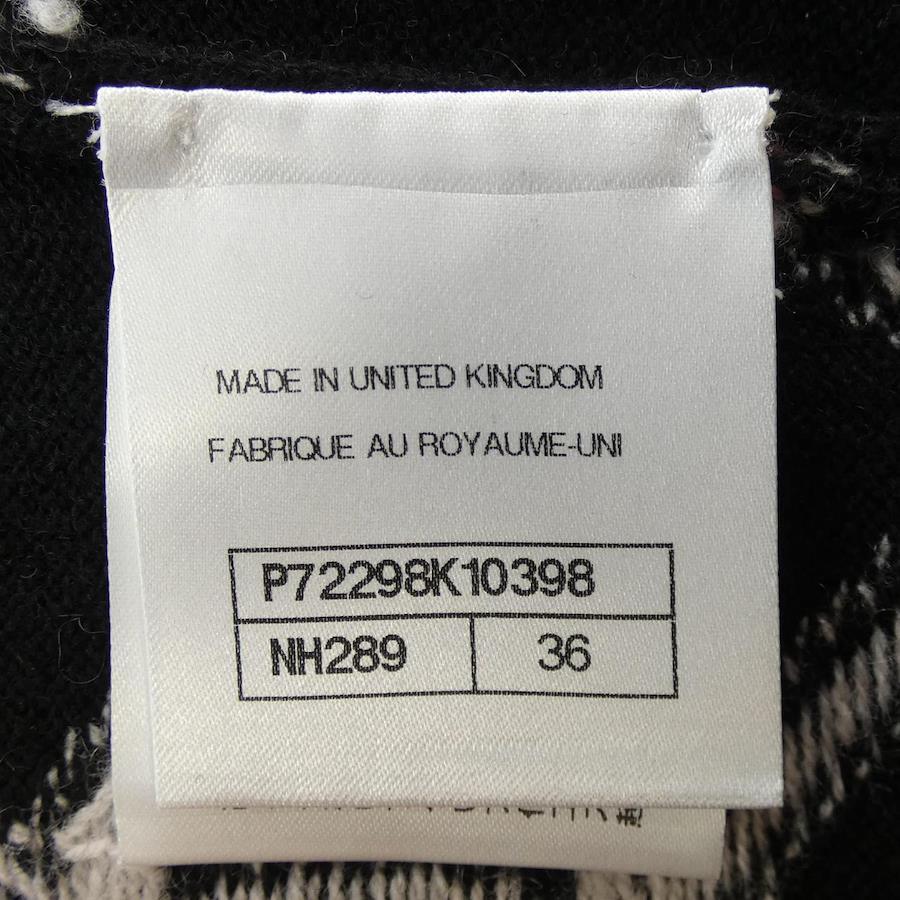 MADE IN UNITED KINGDOM
FABRIQUE AU ROYAUME-UNI
P72298K10398
NH289 36